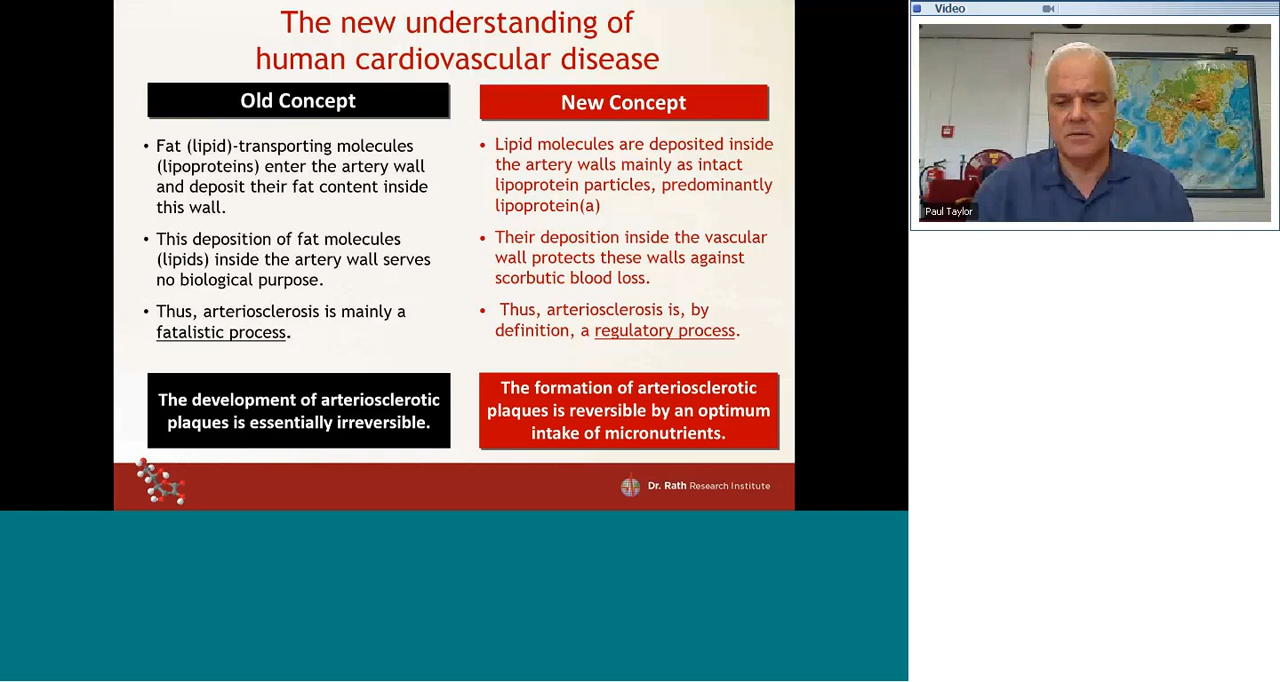 The new understanding of
human cardiovascular disease
Old Concept
• Fat (lipid)-transporting molecules
(lipoproteins) enter the artery wall
and deposit their fat content inside
this wall.
• This deposition of fat molecules
(lipids) inside the artery wall serves
no biological purpose.
• Thus, arteriosclerosis is mainly a
fatalistic process.
The development of arteriosclerotic
plaques is essentially irreversible.
New Concept
• Lipid molecules are deposited inside
the artery walls mainly as intact
lipoprotein particles, predominantly
lipoprotein(a)
• Their deposition inside the vascular
wall protects these walls against
scorbutic blood loss.
• Thus, arteriosclerosis is, by
definition, a regulatory process.
The formation of arteriosclerotic
plaques is reversible by an optimum
intake of micronutrients.
Dr. Rath Research Institute
Video
Paul Taylor